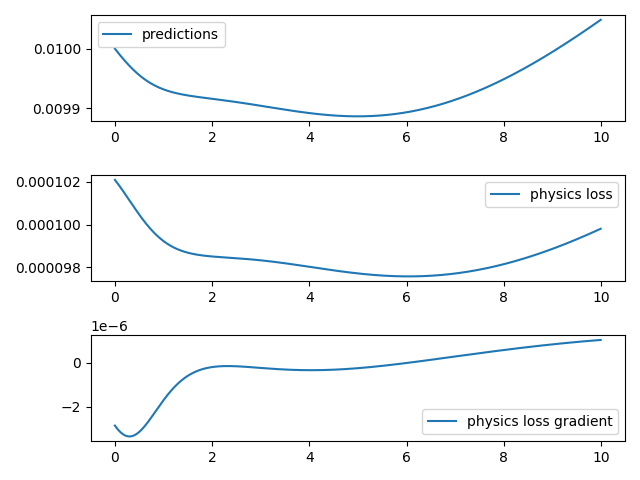 predictions
0.0100
0.0099
0 2 4 6 8 10
physics loss
0.000102
0.000100
0.000098
0 2 4 6 8 10
1e−6
0
−2
physics loss gradient
0 2 4 6 8 10